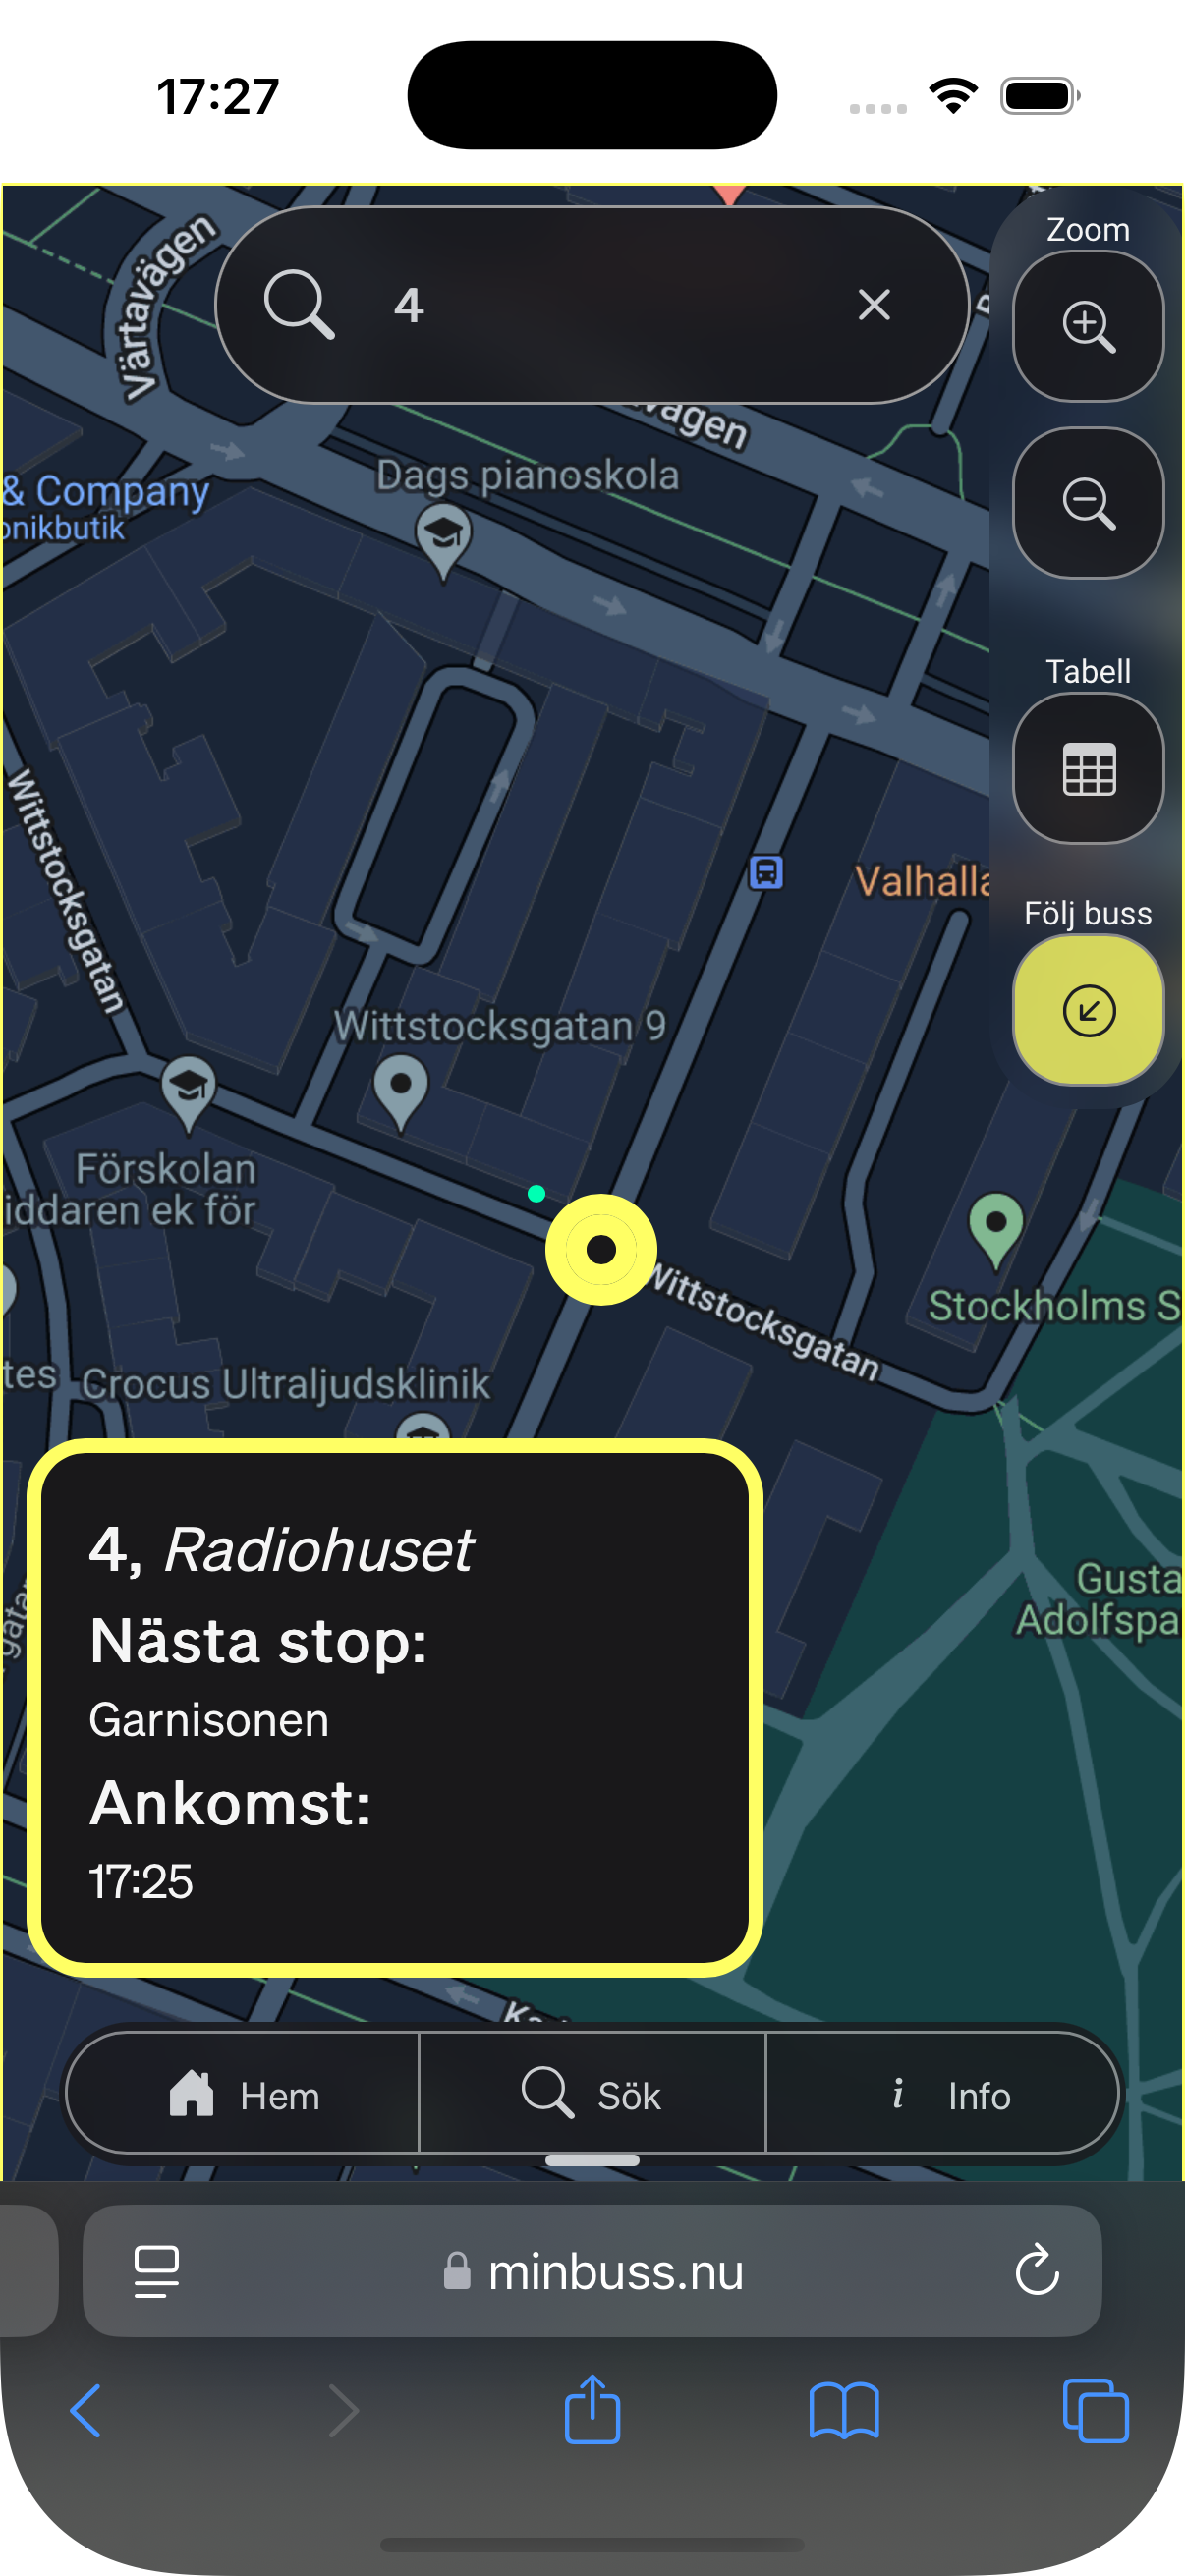 17:27
Zoom
4
Värtavägen
vägen
Dags pianoskola
& Company
onikbutik
Tabell
Wittstocksgatan
Valhalla
Följ buss
Wittstocksgatan 9
Förskolan
iddaren ek för
Wittstocksgatan
Stockholms S
tes
Crocus Ultraljudsklinik
4, Radiohuset
Nästa stop:
Garnisonen
Ankomst:
17:25
gatan
Gusta
Adolfspa
Hem
Sök
Info
minbuss.nu